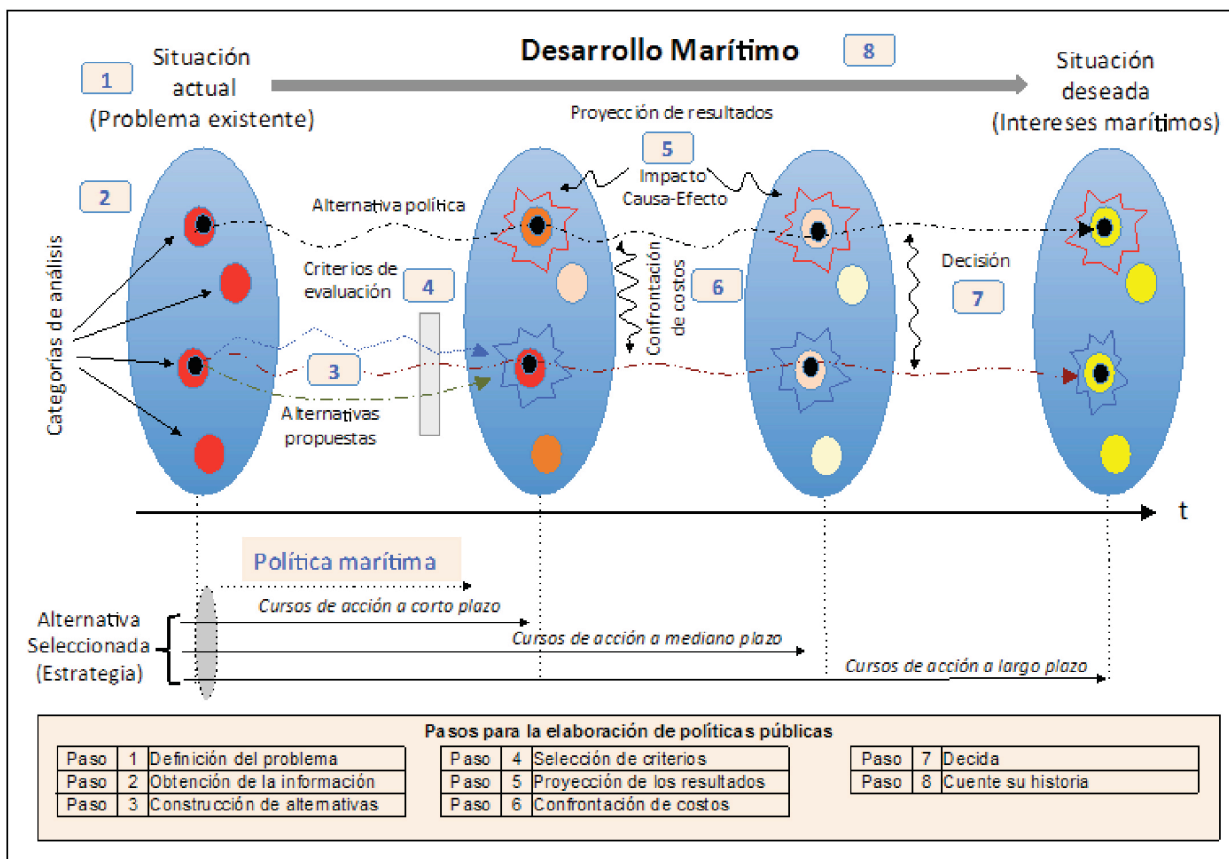 Desarrollo Marítimo
8
1
Situación
actual
(Problema existente)
Situación
deseada
(Intereses marítimos)
Proyección de resultados
5
Impacto
Causa-Efecto
2
Alternativa política
Criterios de
evaluación
4
Confrontación
de costos
6
Decisión
7
Categorías de análisis
3
Alternativas
propuestas
t
Política marítima
Cursos de acción a corto plazo
Alternativa
Seleccionada
(Estrategia)
Cursos de acción a mediano plazo
Cursos de acción a largo plazo
Pasos para la elaboración de políticas públicas
Paso 1 Definición del problema
Paso 2 Obtención de la información
Paso 3 Construcción de alternativas
Paso 4 Selección de criterios
Paso 5 Proyección de los resultados
Paso 6 Confrontación de costos
Paso 7 Decida
Paso 8 Cuente su historia